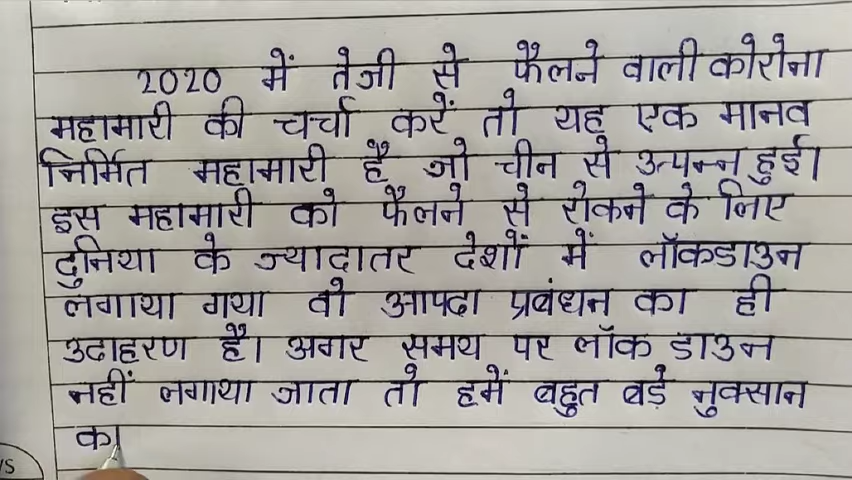 2020 में तेजी से फैलने वाली कोरोना
महामारी की चर्चा करें तो यह एक मानव
निर्मित महामारी है जो चीन से उत्पन्न हुई।
इस महामारी को फैलने से रोकने के लिए
दुनिया के ज्यादातर देशों में लॉकडाउन
लगाया गया वो आपदा प्रबंधन का ही
उदाहरण है। अगर समय पर लॉक डाउन
नहीं लगाया जाता तो हमें बहुत बड़े नुक्सान
का